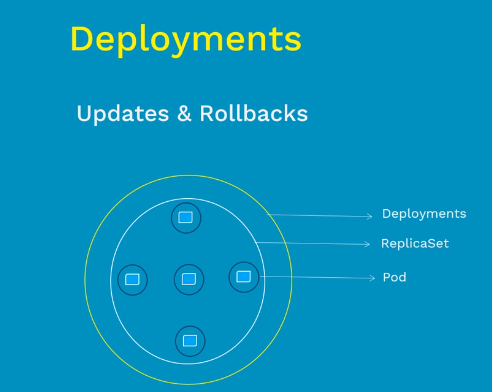 Deployments
Updates & Rollbacks
Deployments
ReplicaSet
Pod